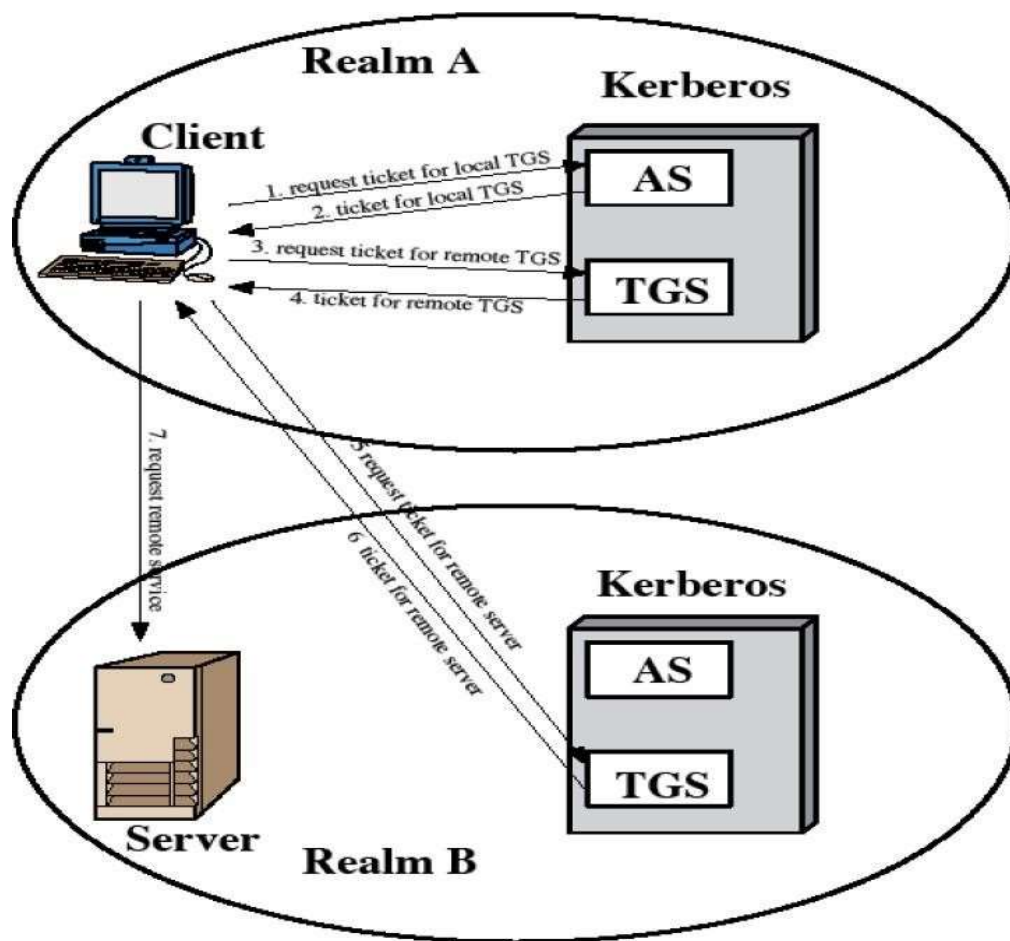 Realm A
Kerberos
Client
1. request ticket for local TGS
AS
2. ticket for local TGS
3. request ticket for remote TGS
TGS
4. ticket for remote TGS
7. request remote service
5 request ticket for remote server
6 ticket for remote server
Kerberos
AS
TGS
Server
Realm B